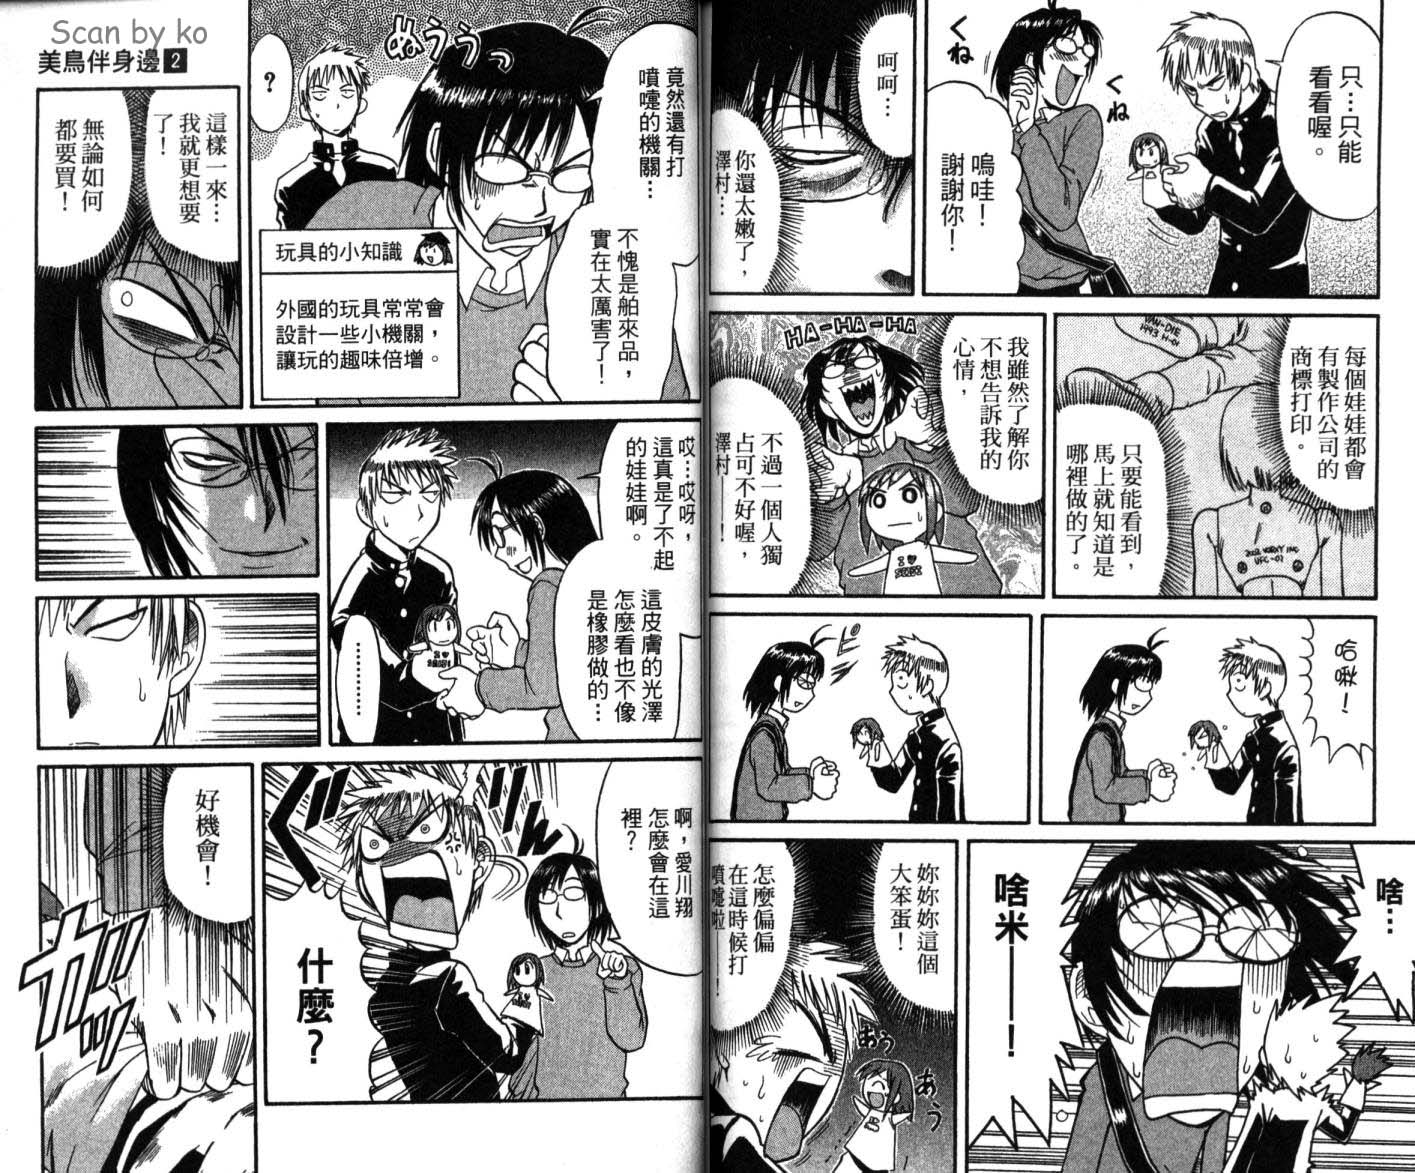 Scan by ko
美鳥伴身邊 2
只…只能
看看喔。
くね
くね
嗚哇！
謝謝你！
呵呵…
你還太嫩了，
澤村…
每個娃娃都會
有製作公司的
商標打印。
VAN-DIE
1993 H-01
只要能看到，
馬上就知道是
哪裡做的了。
2002 VORXY INC
UFC-02
我雖然了解你
不想告訴我的
心情，
HA-HA-HA
不過一個人獨
占可不好喔，
澤村——！
哈啾！
ピピ
啥…
啥米——！
妳妳妳這個
大笨蛋！
怎麼偏偏
在這時候打
噴嚏啦！
あう
あう
竟然還有打
噴嚏的機關…
ぬううっ
？
不愧是舶來品，
實在太厲害了！
玩具的小知識
外國的玩具常常會
設計一些小機關，
讓玩的趣味倍增。
這樣一來…
我就更想要
了！
無論如何
都要買！
哎…哎呀，
這真是了不起
的娃娃啊。
這皮膚的光澤
怎麼看也不像
是橡膠做的…
…………
啊，愛川翔
怎麼會在這
裡？
什麼？
好機會！
ガッ